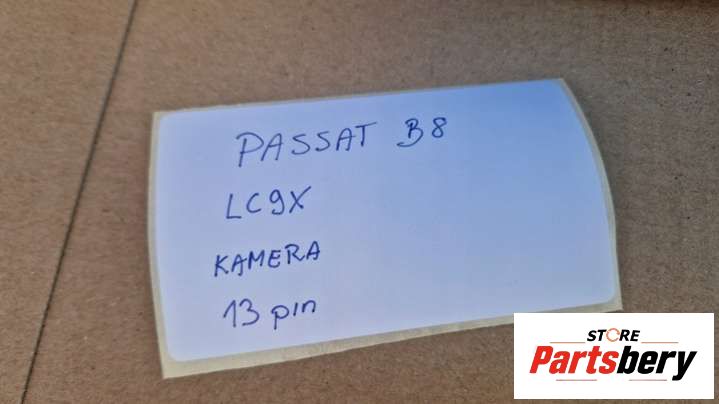 PASSAT B8
LC9X
KAMERA
13 pin
STORE
Partsbery